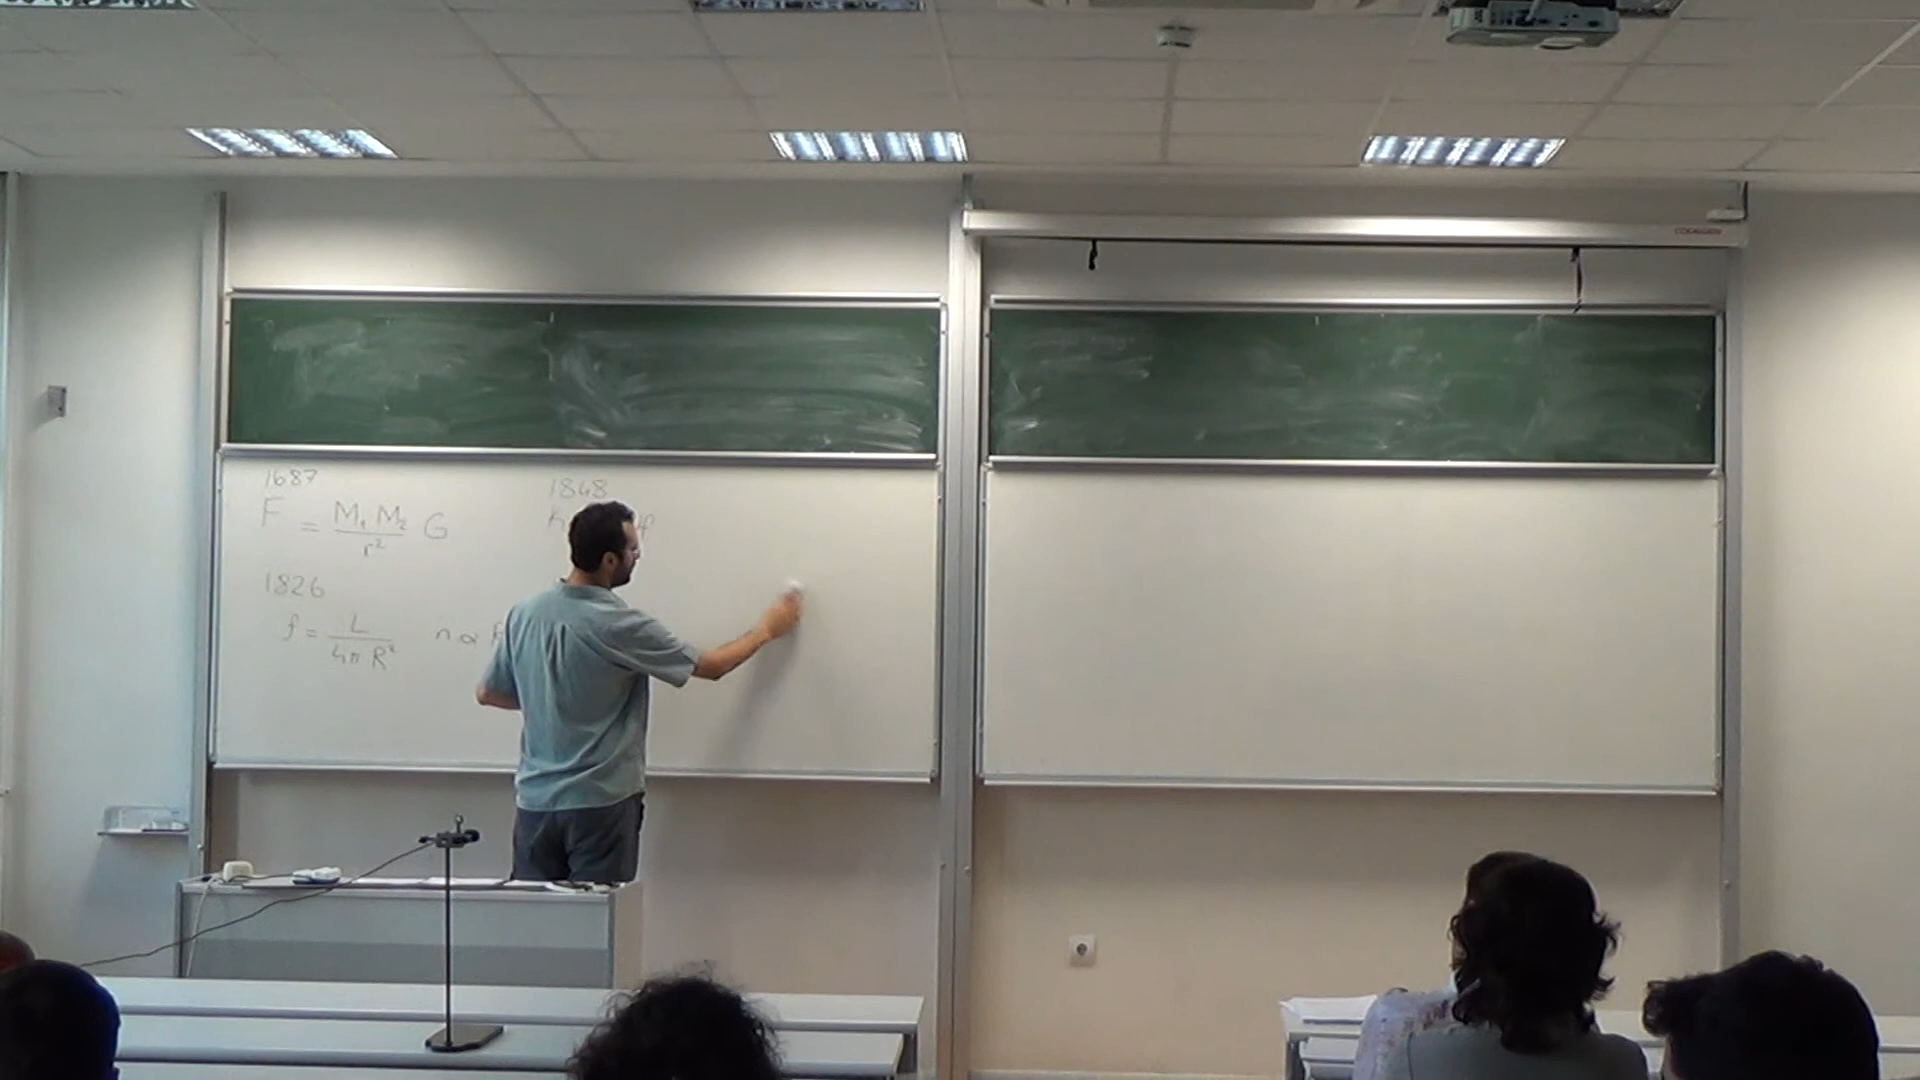 1687
F = M₁ M₂ / r² G
1826
f = L / 4π R²
n α
1848